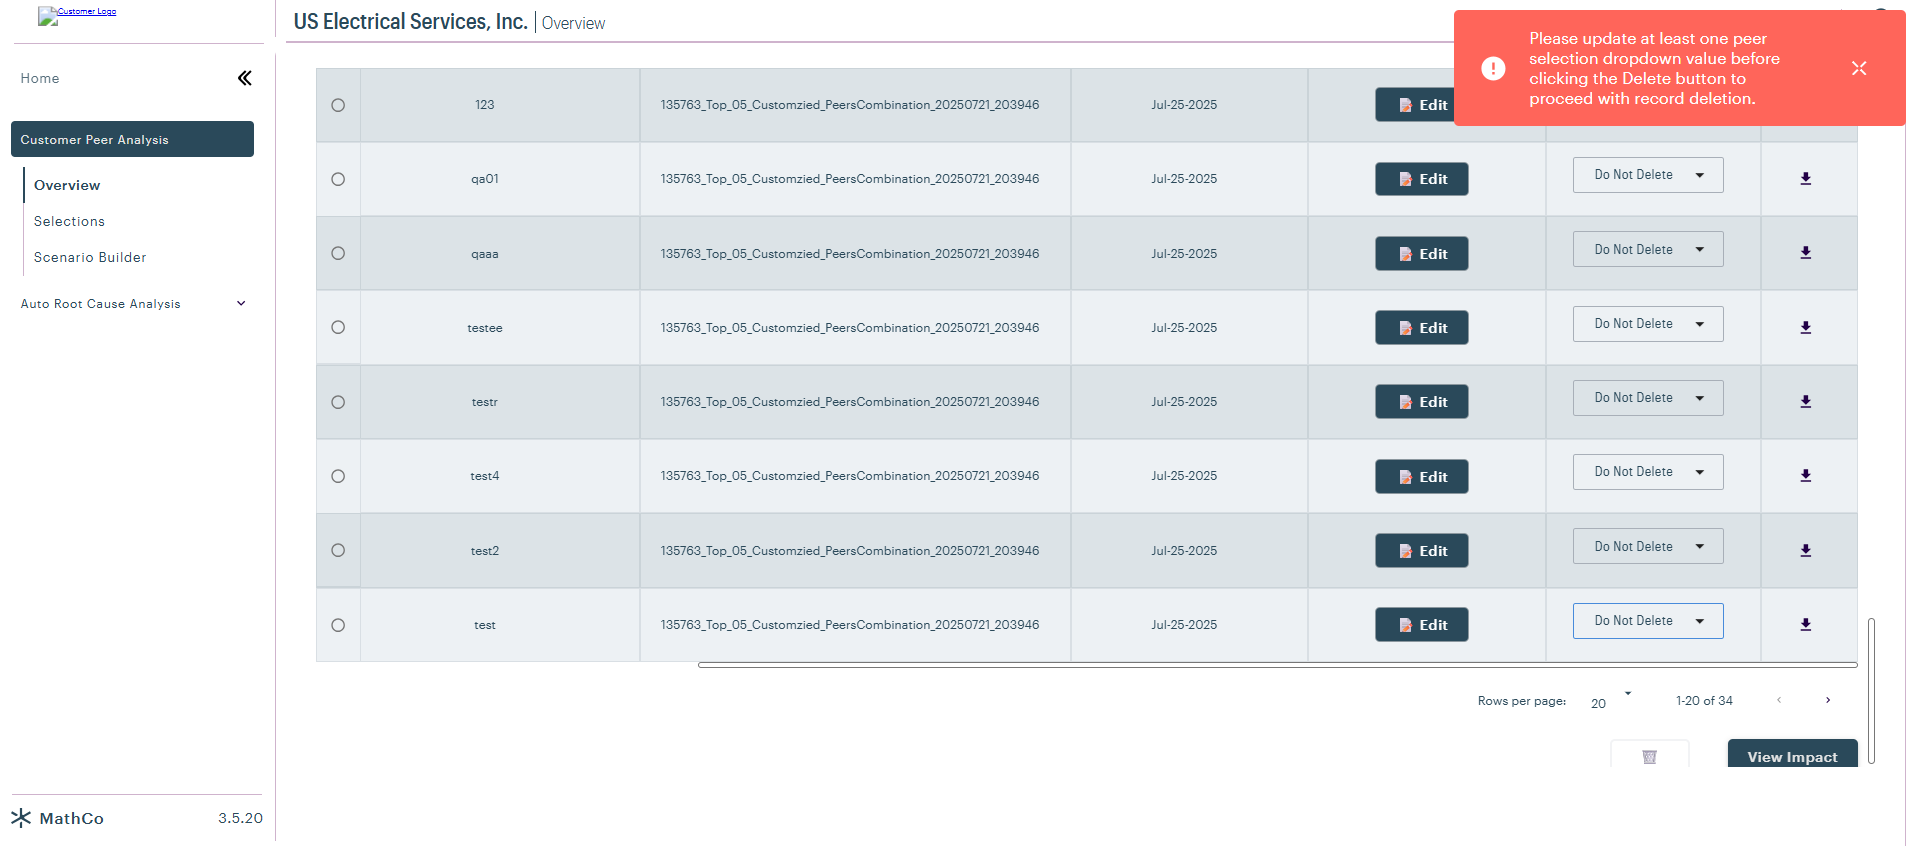 Customer Logo
US Electrical Services, Inc. Overview
Please update at least one peer
selection dropdown value before
clicking the Delete button to
proceed with record deletion.
Home
Customer Peer Analysis
Overview
Selections
Scenario Builder
Auto Root Cause Analysis
123 135763_Top_05_Customzied_PeersCombination_20250721_203946 Jul-25-2025 Edit
qa01 135763_Top_05_Customzied_PeersCombination_20250721_203946 Jul-25-2025 Edit Do Not Delete
qaaa 135763_Top_05_Customzied_PeersCombination_20250721_203946 Jul-25-2025 Edit Do Not Delete
testee 135763_Top_05_Customzied_PeersCombination_20250721_203946 Jul-25-2025 Edit Do Not Delete
testr 135763_Top_05_Customzied_PeersCombination_20250721_203946 Jul-25-2025 Edit Do Not Delete
test4 135763_Top_05_Customzied_PeersCombination_20250721_203946 Jul-25-2025 Edit Do Not Delete
test2 135763_Top_05_Customzied_PeersCombination_20250721_203946 Jul-25-2025 Edit Do Not Delete
test 135763_Top_05_Customzied_PeersCombination_20250721_203946 Jul-25-2025 Edit Do Not Delete
Rows per page: 20 1-20 of 34
View Impact
MathCo 3.5.20